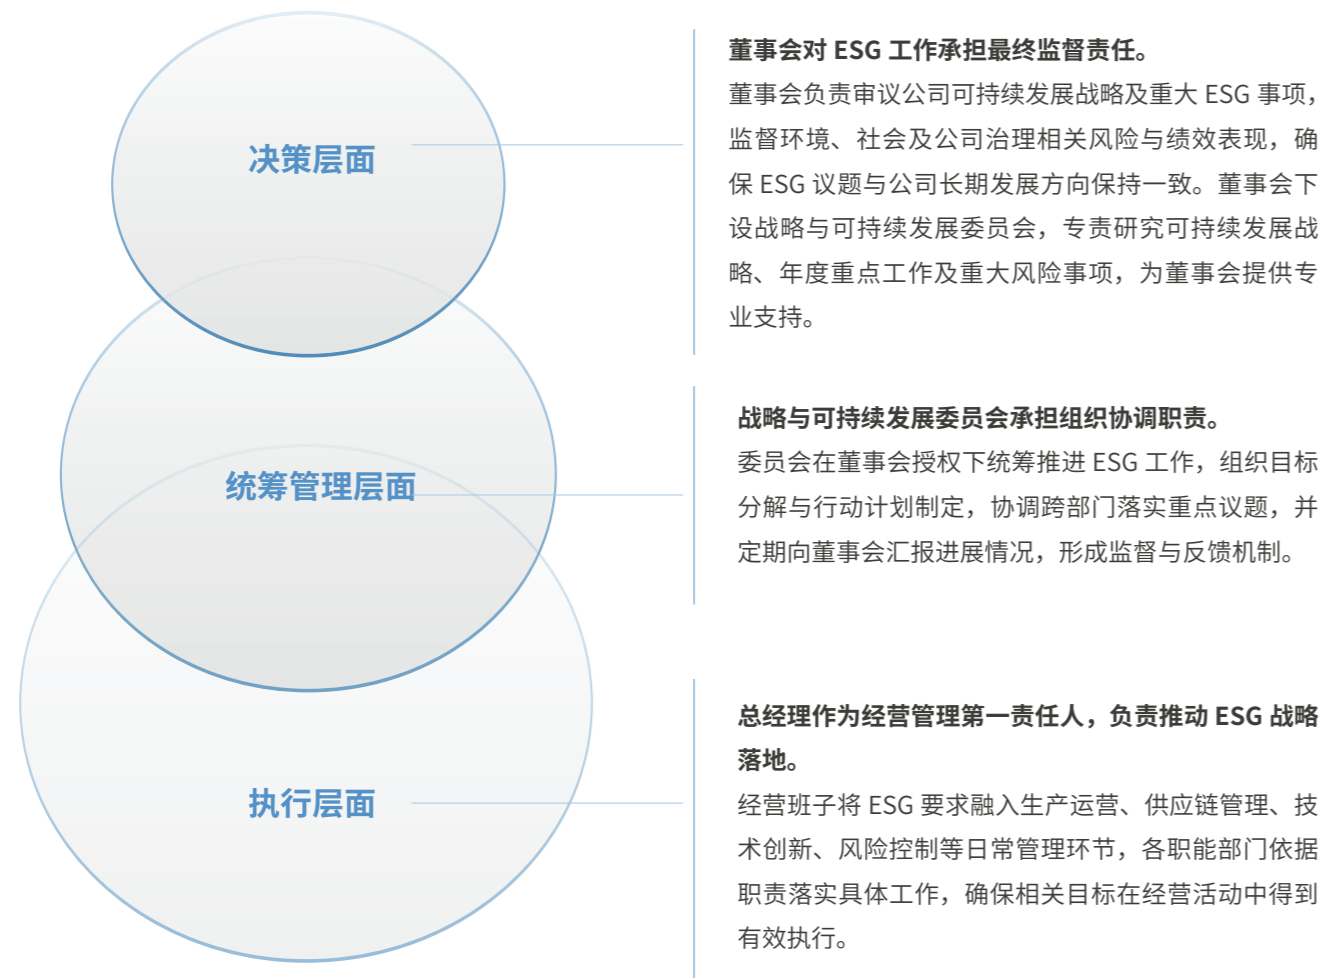 决策层面
董事会对 ESG 工作承担最终监督责任。
董事会负责审议公司可持续发展战略及重大 ESG 事项，
监督环境、社会及公司治理相关风险与绩效表现，确
保 ESG 议题与公司长期发展方向保持一致。董事会下
设战略与可持续发展委员会，专责研究可持续发展战
略、年度重点工作及重大风险事项，为董事会提供专
业支持。
统筹管理层面
战略与可持续发展委员会承担组织协调职责。
委员会在董事会授权下统筹推进 ESG 工作，组织目标
分解与行动计划制定，协调跨部门落实重点议题，并
定期向董事会汇报进展情况，形成监督与反馈机制。
执行层面
总经理作为经营管理第一责任人，负责推动 ESG 战略
落地。
经营班子将 ESG 要求融入生产运营、供应链管理、技
术创新、风险控制等日常管理环节，各职能部门依据
职责落实具体工作，确保相关目标在经营活动中得到
有效执行。